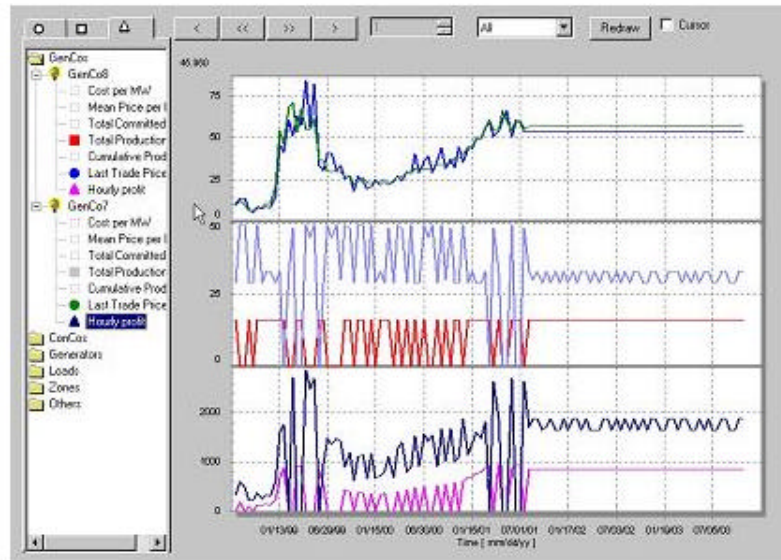 < << >> > 1 All Redraw Cursor
GenCos
GenCo8
Cost per MW
Mean Price per
Total Committed
Total Production
Cumulative Prod
Last Trade Price
Hourly profit
GenCo7
Cost per MW
Mean Price per
Total Committed
Total Production
Cumulative Prod
Last Trade Price
Hourly profit
ConCos
Generators
Loads
Zones
Others
75
50
25
0
50
25
0
2000
1000
0
01/13/99 06/29/99 01/15/00 06/30/00 01/15/01 07/01/01 01/17/02 07/03/02 01/19/03 07/05/03
Time [ mm/dd/yy ]